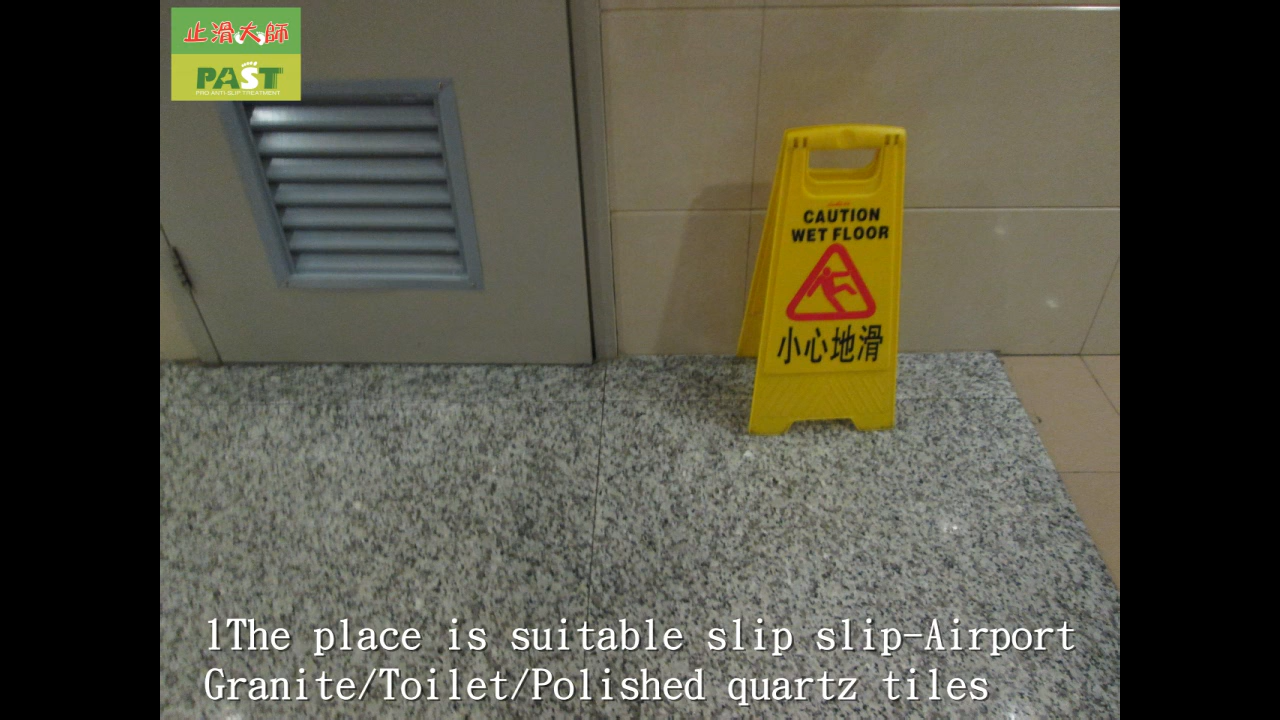 止滑大師
PAST
PRO ANTI-SLIP TREATMENT
CAUTION
WET FLOOR
小心地滑
1The place is suitable slip slip-Airport
Granite/Toilet/Polished quartz tiles